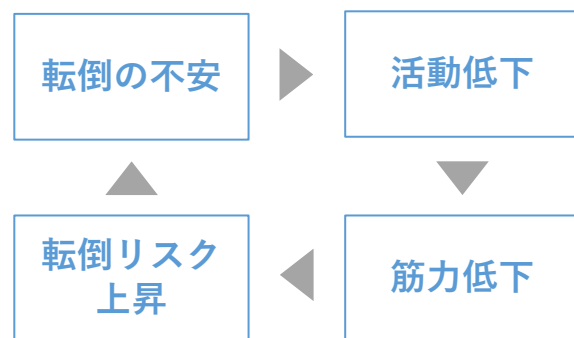 転倒の不安
活動低下
転倒リスク
上昇
筋力低下